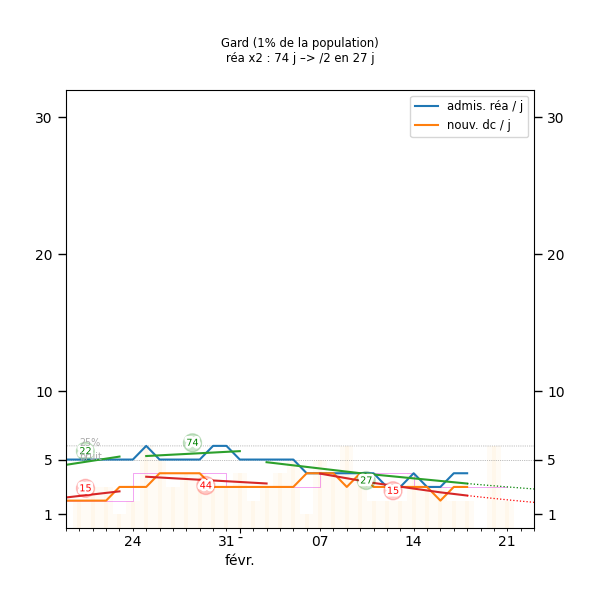 Gard (1% de la population)
réa x2 : 74 j –> /2 en 27 j
admis. réa / j
nouv. dc / j
30 30
20 20
10 10
25%
22
74
5 5
15
44
27
15
1 1
24 31 07 14 21
févr.